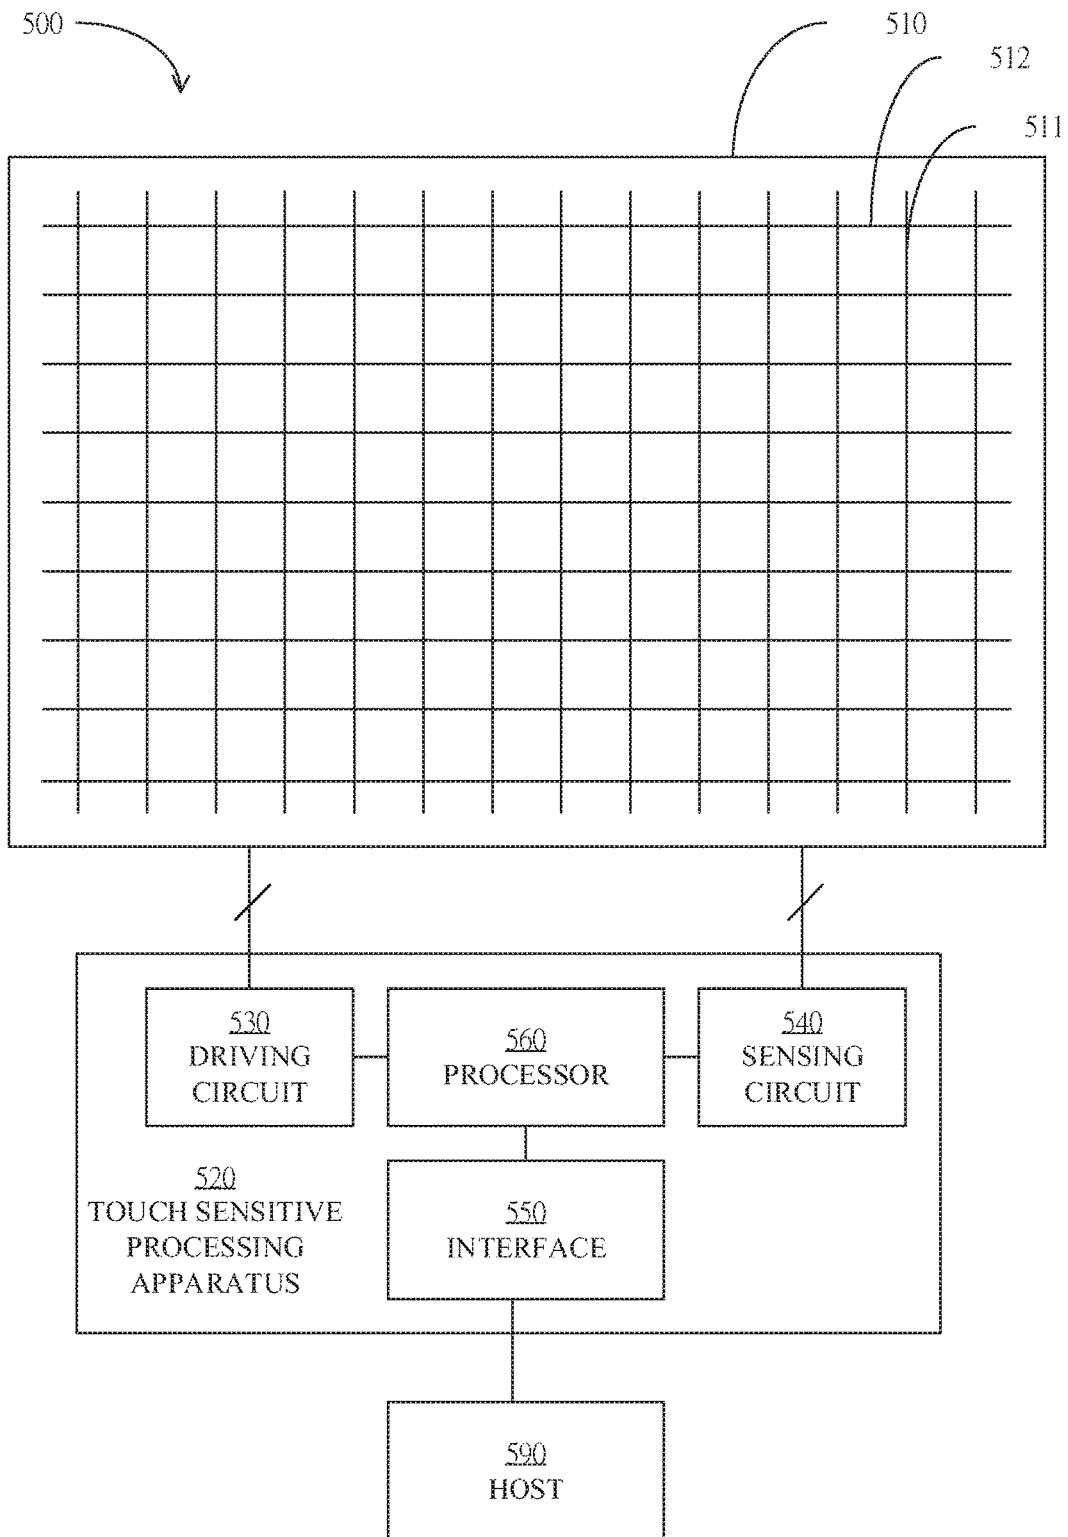 500
510
512
511
530
DRIVING
CIRCUIT
560
PROCESSOR
540
SENSING
CIRCUIT
520
TOUCH SENSITIVE
PROCESSING
APPARATUS
550
INTERFACE
590
HOST